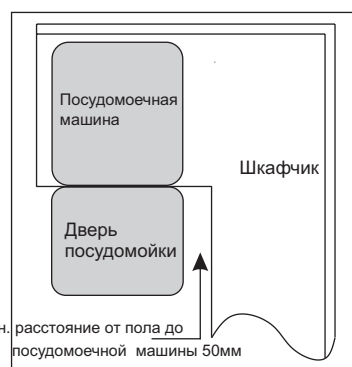 Посудомоечная
машина
Шкафчик
Дверь
посудомойки
н. расстояние от пола до
посудомоечной машины 50мм